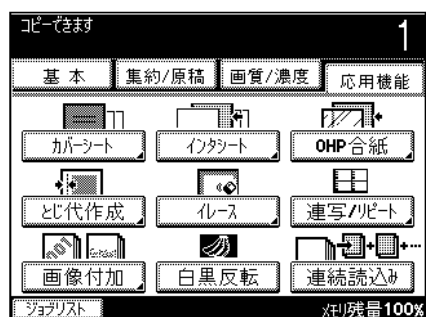 コピーできます
1
基本 集約/原稿 画質/濃度 応用機能
カバーシート インタシート OHP合紙
とじ代作成 イレース 連写/リピート
画像付加 白黒反転 連続読込み
ジョブリスト メモリ残量100%